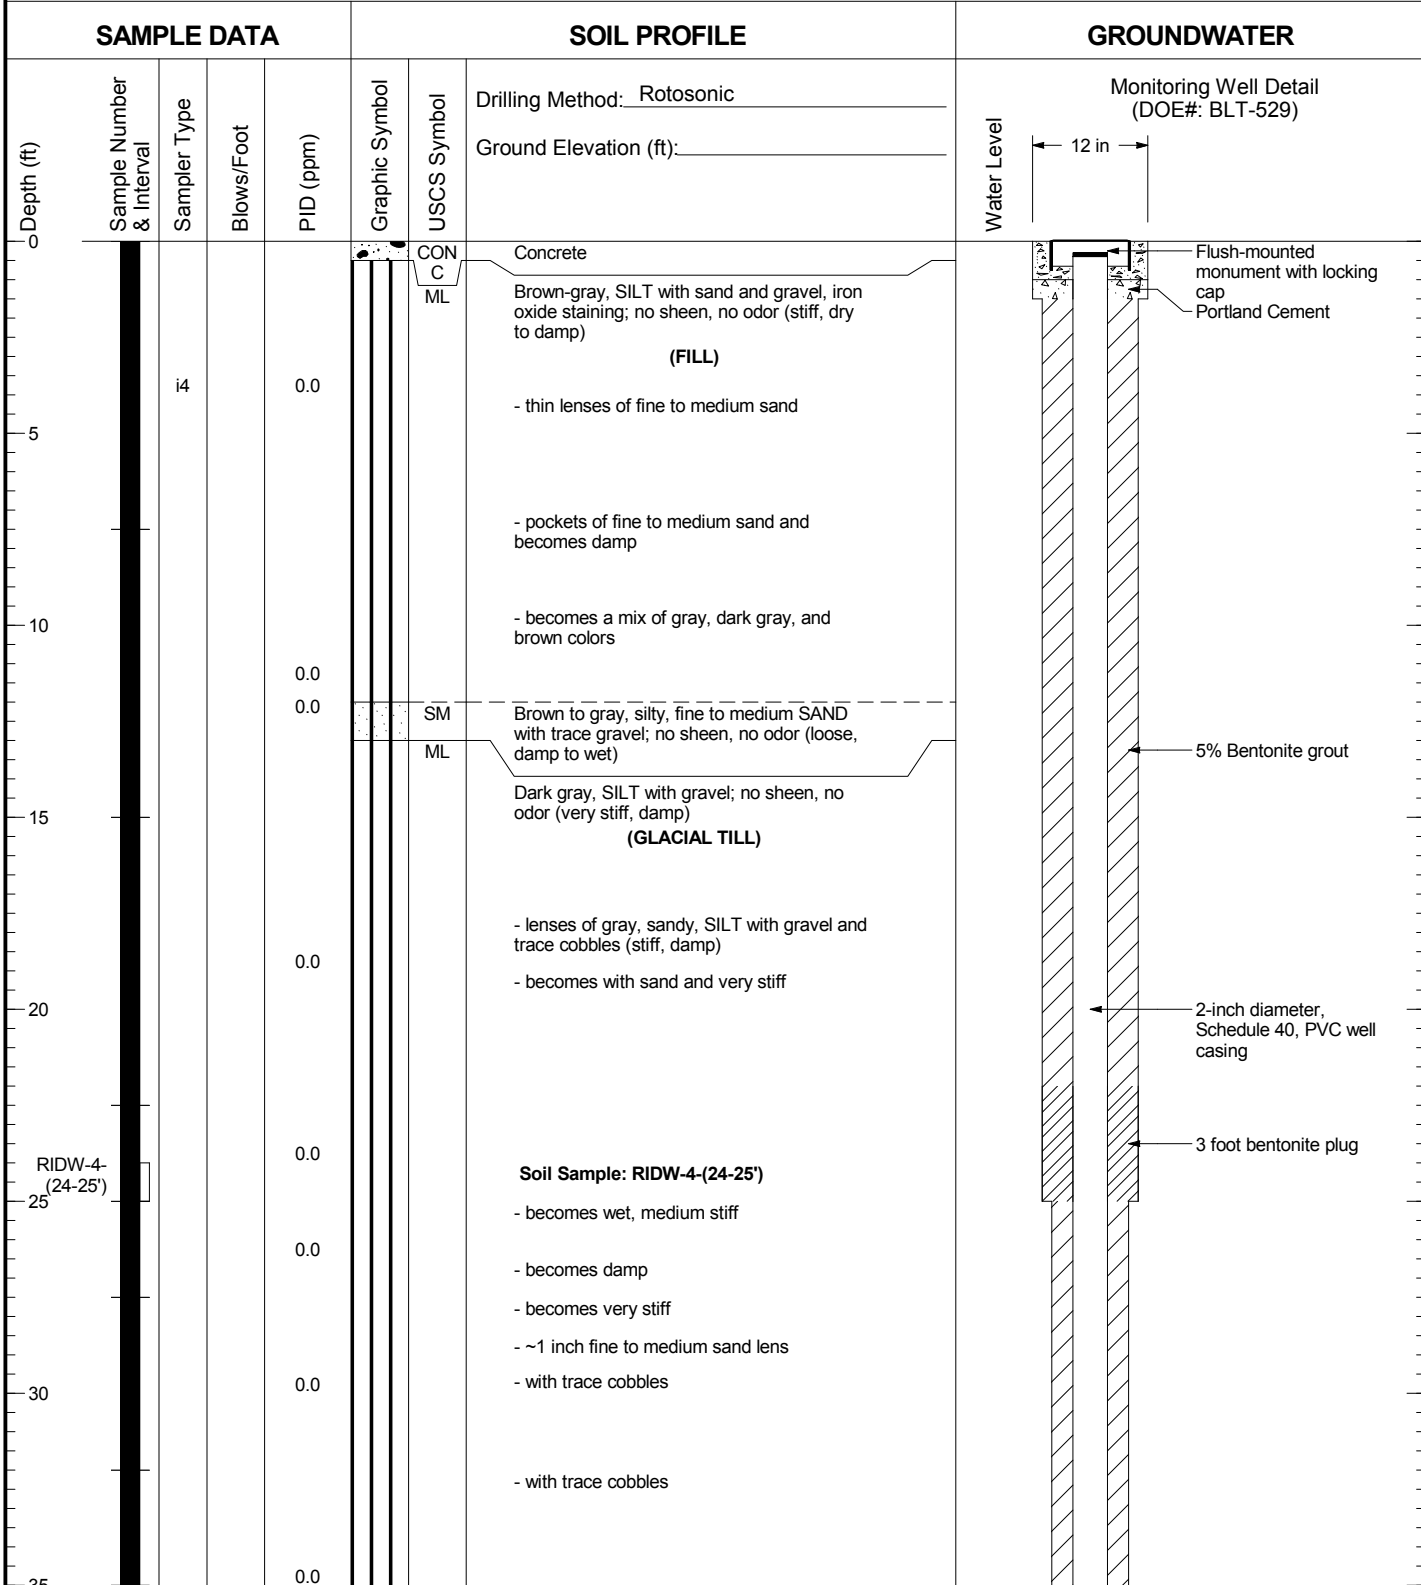 SAMPLE DATA
SOIL PROFILE
GROUNDWATER
Depth (ft)
Sample Number
& Interval
Sampler Type
Blows/Foot
PID (ppm)
Graphic Symbol
USCS Symbol
Drilling Method: Rotosonic
Ground Elevation (ft):
Water Level
Monitoring Well Detail
(DOE#: BLT-529)
12 in
0
CON
C
Concrete
Flush-mounted
monument with locking
cap
Portland Cement
ML
Brown-gray, SILT with sand and gravel, iron
oxide staining; no sheen, no odor (stiff, dry
to damp)
(FILL)
i4
0.0
- thin lenses of fine to medium sand
5
- pockets of fine to medium sand and
becomes damp
- becomes a mix of gray, dark gray, and
brown colors
10
0.0
0.0
SM
Brown to gray, silty, fine to medium SAND
with trace gravel; no sheen, no odor (loose,
damp to wet)
ML
5% Bentonite grout
Dark gray, SILT with gravel; no sheen, no
odor (very stiff, damp)
(GLACIAL TILL)
15
- lenses of gray, sandy, SILT with gravel and
trace cobbles (stiff, damp)
0.0
- becomes with sand and very stiff
20
2-inch diameter,
Schedule 40, PVC well
casing
0.0
3 foot bentonite plug
RIDW-4-
(24-25')
Soil Sample: RIDW-4-(24-25')
25
- becomes wet, medium stiff
0.0
- becomes damp
- becomes very stiff
- ~1 inch fine to medium sand lens
0.0
- with trace cobbles
30
- with trace cobbles
0.0
35